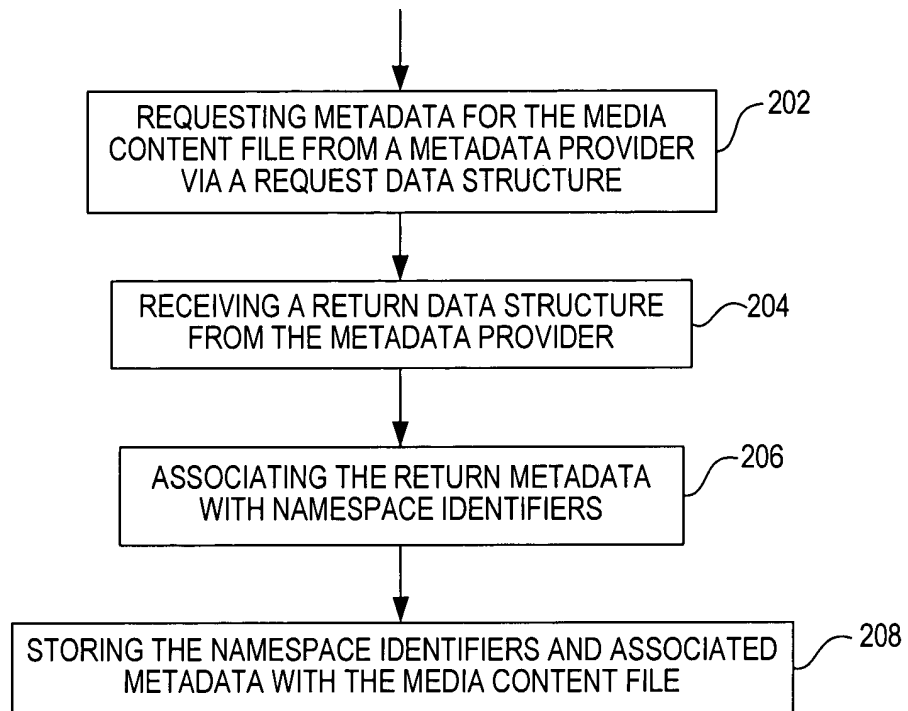 REQUESTING METADATA FOR THE MEDIA
CONTENT FILE FROM A METADATA PROVIDER
VIA A REQUEST DATA STRUCTURE
202
RECEIVING A RETURN DATA STRUCTURE
FROM THE METADATA PROVIDER
204
ASSOCIATING THE RETURN METADATA
WITH NAMESPACE IDENTIFIERS
206
STORING THE NAMESPACE IDENTIFIERS AND ASSOCIATED
METADATA WITH THE MEDIA CONTENT FILE
208